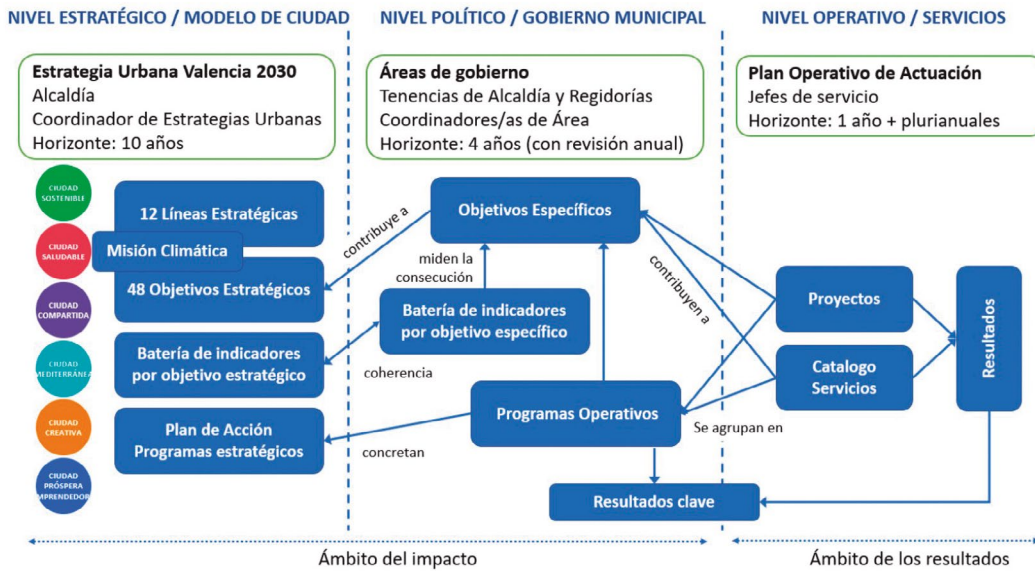 NIVEL ESTRATÉGICO / MODELO DE CIUDAD
NIVEL POLÍTICO / GOBIERNO MUNICIPAL
NIVEL OPERATIVO / SERVICIOS
Estrategia Urbana Valencia 2030
Alcaldía
Coordinador de Estrategias Urbanas
Horizonte: 10 años
Áreas de gobierno
Tenencias de Alcaldía y Regidorías
Coordinadores/as de Área
Horizonte: 4 años (con revisión anual)
Plan Operativo de Actuación
Jefes de servicio
Horizonte: 1 año + plurianuales
CIUDAD
SOSTENIBLE
CIUDAD
SALUDABLE
CIUDAD
COMPARTIDA
CIUDAD
MEDITERRÁNEA
CIUDAD
CREATIVA
CIUDAD
PRÓSPERA
MPRENDEDOR
12 Líneas Estratégicas
Misión Climática
48 Objetivos Estratégicos
Batería de indicadores
por objetivo estratégico
Plan de Acción
Programas estratégicos
contribuye a
Objetivos Específicos
miden la
consecución
Batería de indicadores
por objetivo específico
coherencia
Programas Operativos
concretan
Resultados clave
contribuyen a
Se agrupan en
Proyectos
Catalogo
Servicios
Resultados
Ámbito del impacto
Ámbito de los resultados